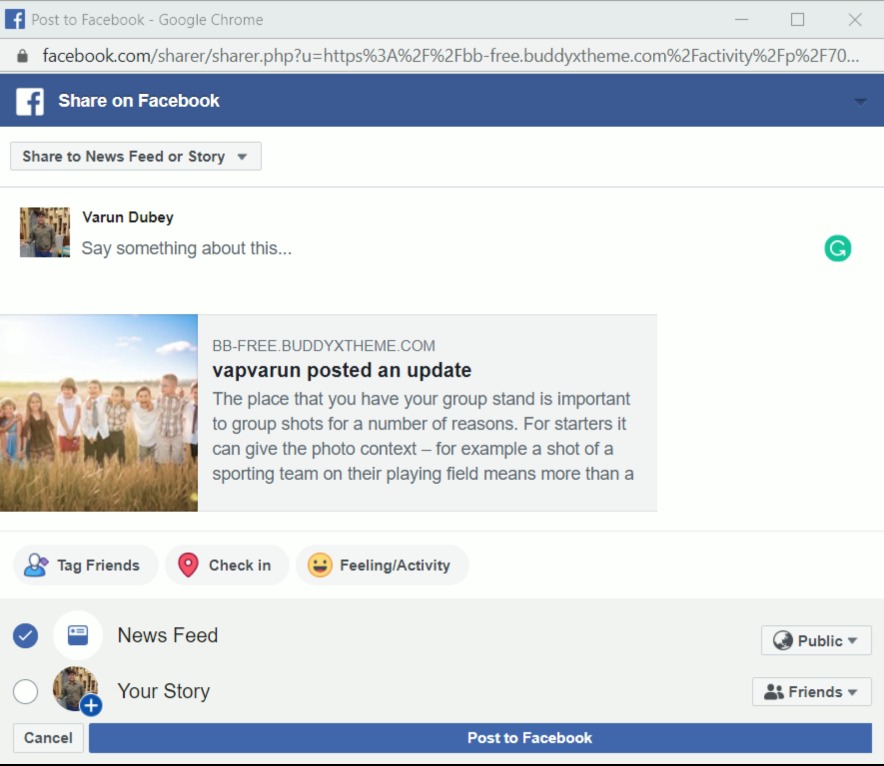 Post to Facebook - Google Chrome
facebook.com/sharer/sharer.php?u=https%3A%2F%2Fbb-free.buddyxtheme.com%2Factivity%2Fp%2F70...
Share on Facebook
Share to News Feed or Story
Varun Dubey
Say something about this...
BB-FREE.BUDDYXTHEME.COM
vapvarun posted an update
The place that you have your group stand is important
to group shots for a number of reasons. For starters it
can give the photo context – for example a shot of a
sporting team on their playing field means more than a
Tag Friends
Check in
Feeling/Activity
News Feed
Public
Your Story
Friends
Cancel
Post to Facebook